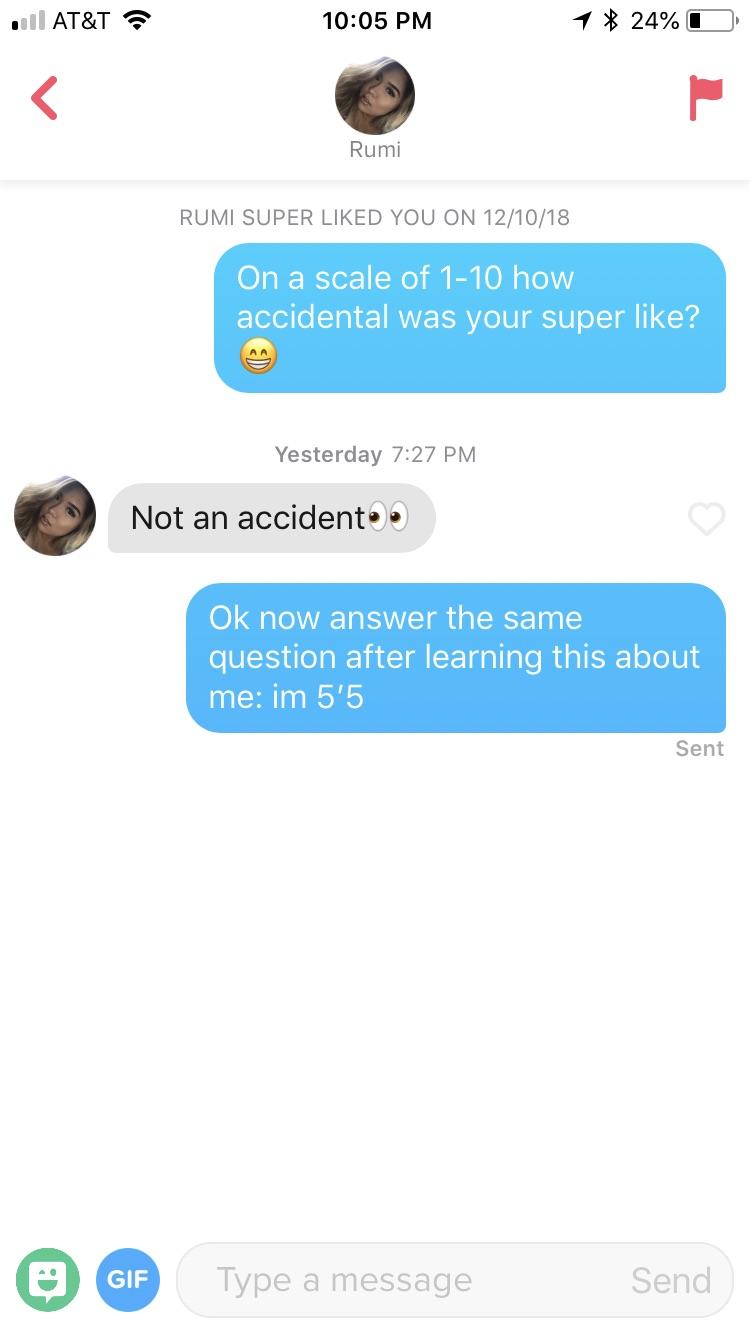 AT&T 10:05 PM 24%
Rumi
RUMI SUPER LIKED YOU ON 12/10/18
On a scale of 1-10 how
accidental was your super like?
😁
Yesterday 7:27 PM
Not an accident👀
Ok now answer the same
question after learning this about
me: im 5'5
Sent
GIF Type a message Send